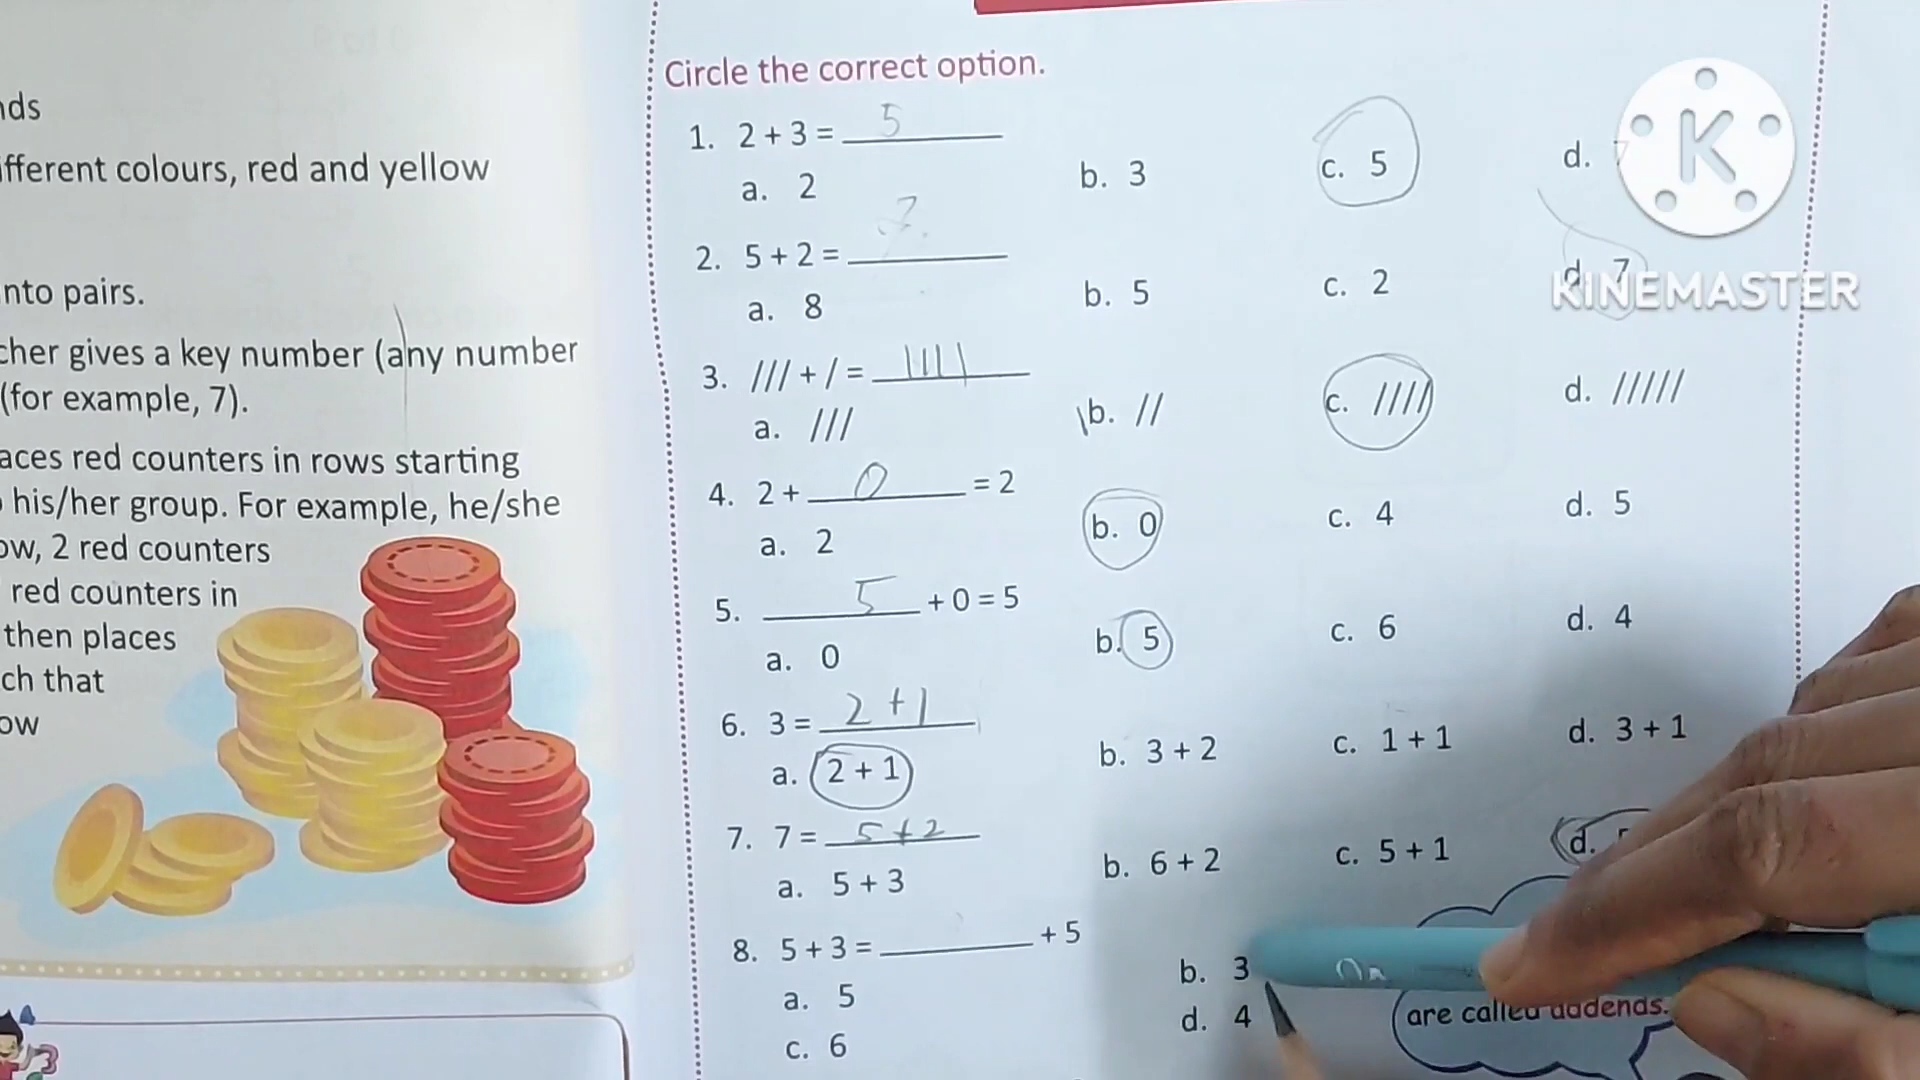 nds
ifferent colours, red and yellow
nto pairs.
cher gives a key number (any number
(for example, 7).
aces red counters in rows starting
his/her group. For example, he/she
ow, 2 red counters
red counters in
then places
ch that
ow
Circle the correct option.
1. 2 + 3 = 5
a. 2 b. 3 c. 5 d.
2. 5 + 2 = 7
a. 8 b. 5 c. 2 d. 7
3. /// + / = ||||
a. /// b. // c. //// d. /////
4. 2 + 0 = 2
a. 2 b. 0 c. 4 d. 5
5. 5 + 0 = 5
a. 0 b. 5 c. 6 d. 4
6. 3 = 2 + 1
a. 2 + 1 b. 3 + 2 c. 1 + 1 d. 3 + 1
7. 7 = 5 + 2
a. 5 + 3 b. 6 + 2 c. 5 + 1 d.
8. 5 + 3 = ________ + 5
a. 5 b. 3
c. 6 d. 4
are called addends.
K
KINEMASTER